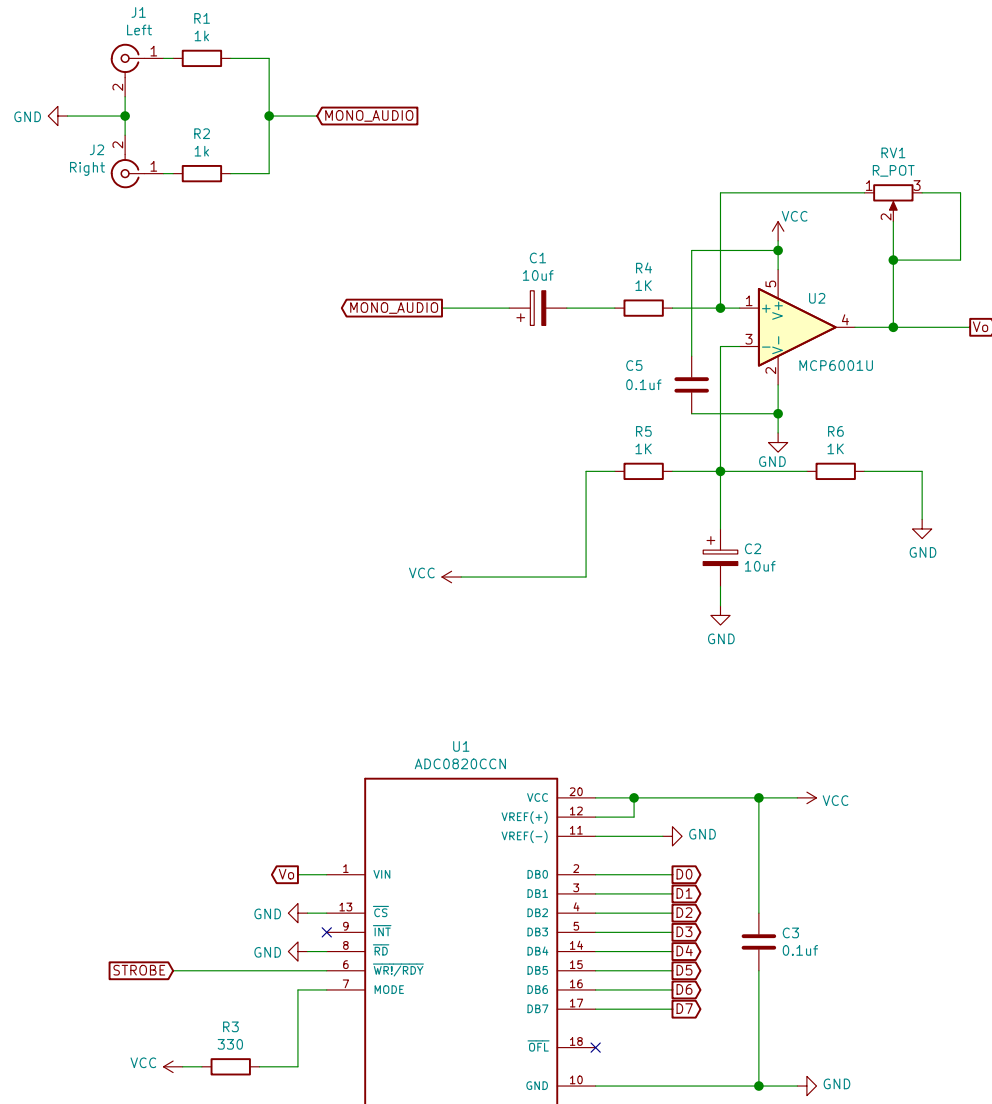 J1
Left
R1
1k
1
2
GND
MONO_AUDIO
2
J2
Right
R2
1k
1
RV1
R_POT
1
3
2
VCC
C1
10uf
R4
1K
5
U2
MONO_AUDIO
+
1
+
V+
4
Vo
3
-
V-
2
MCP6001U
C5
0.1uf
R5
1K
R6
1K
GND
+
C2
10uf
GND
VCC
GND
U1
ADC0820CCN
VCC
20
VCC
VREF(+)
12
VREF(-)
11
GND
Vo
1
VIN
DB0
2
D0
DB1
3
D1
GND
13
CS
DB2
4
D2
9
INT
DB3
5
D3
C3
0.1uf
GND
8
RD
DB4
14
D4
STROBE
6
WR!/RDY
DB5
15
D5
7
MODE
DB6
16
D6
DB7
17
D7
R3
330
OFL
18
VCC
GND
10
GND